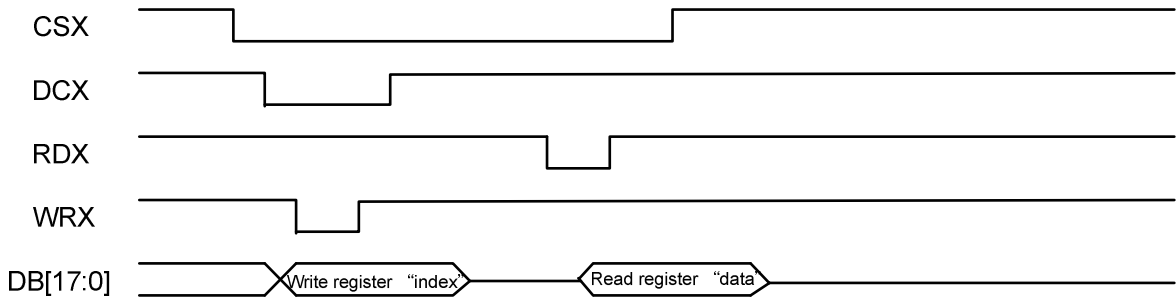 CSX
DCX
RDX
WRX
DB[17:0] Write register “index” Read register “data”